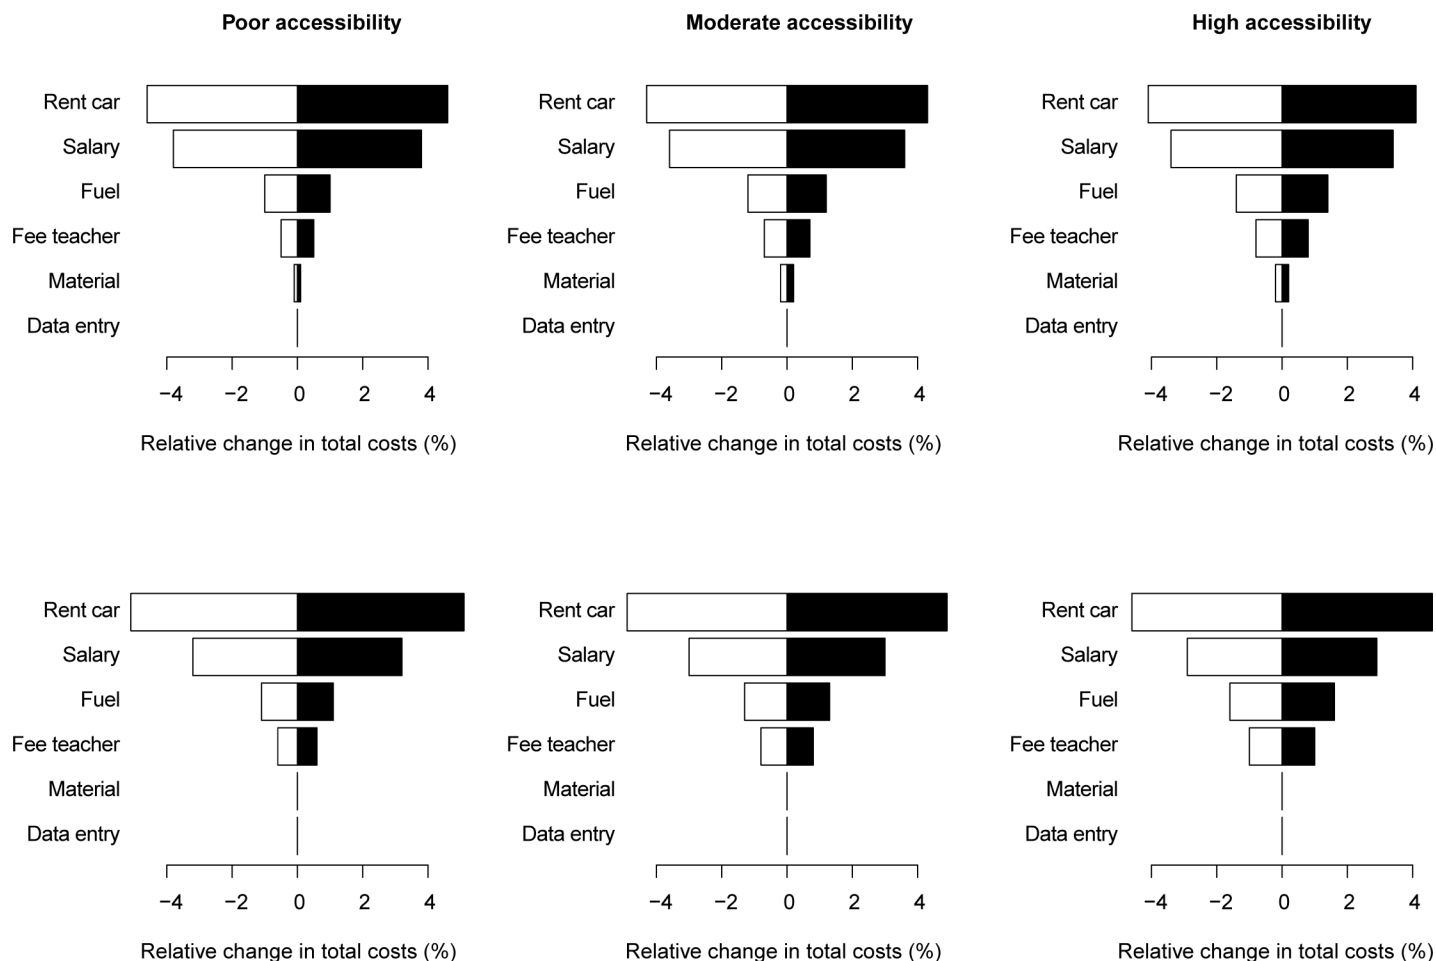 Poor accessibility
Moderate accessibility
High accessibility
Rent car
Salary
Fuel
Fee teacher
Material
Data entry
−4 −2 0 2 4
Relative change in total costs (%)
Rent car
Salary
Fuel
Fee teacher
Material
Data entry
−4 −2 0 2 4
Relative change in total costs (%)
Rent car
Salary
Fuel
Fee teacher
Material
Data entry
−4 −2 0 2 4
Relative change in total costs (%)
Rent car
Salary
Fuel
Fee teacher
Material
Data entry
−4 −2 0 2 4
Relative change in total costs (%)
Rent car
Salary
Fuel
Fee teacher
Material
Data entry
−4 −2 0 2 4
Relative change in total costs (%)
Rent car
Salary
Fuel
Fee teacher
Material
Data entry
−4 −2 0 2 4
Relative change in total costs (%)